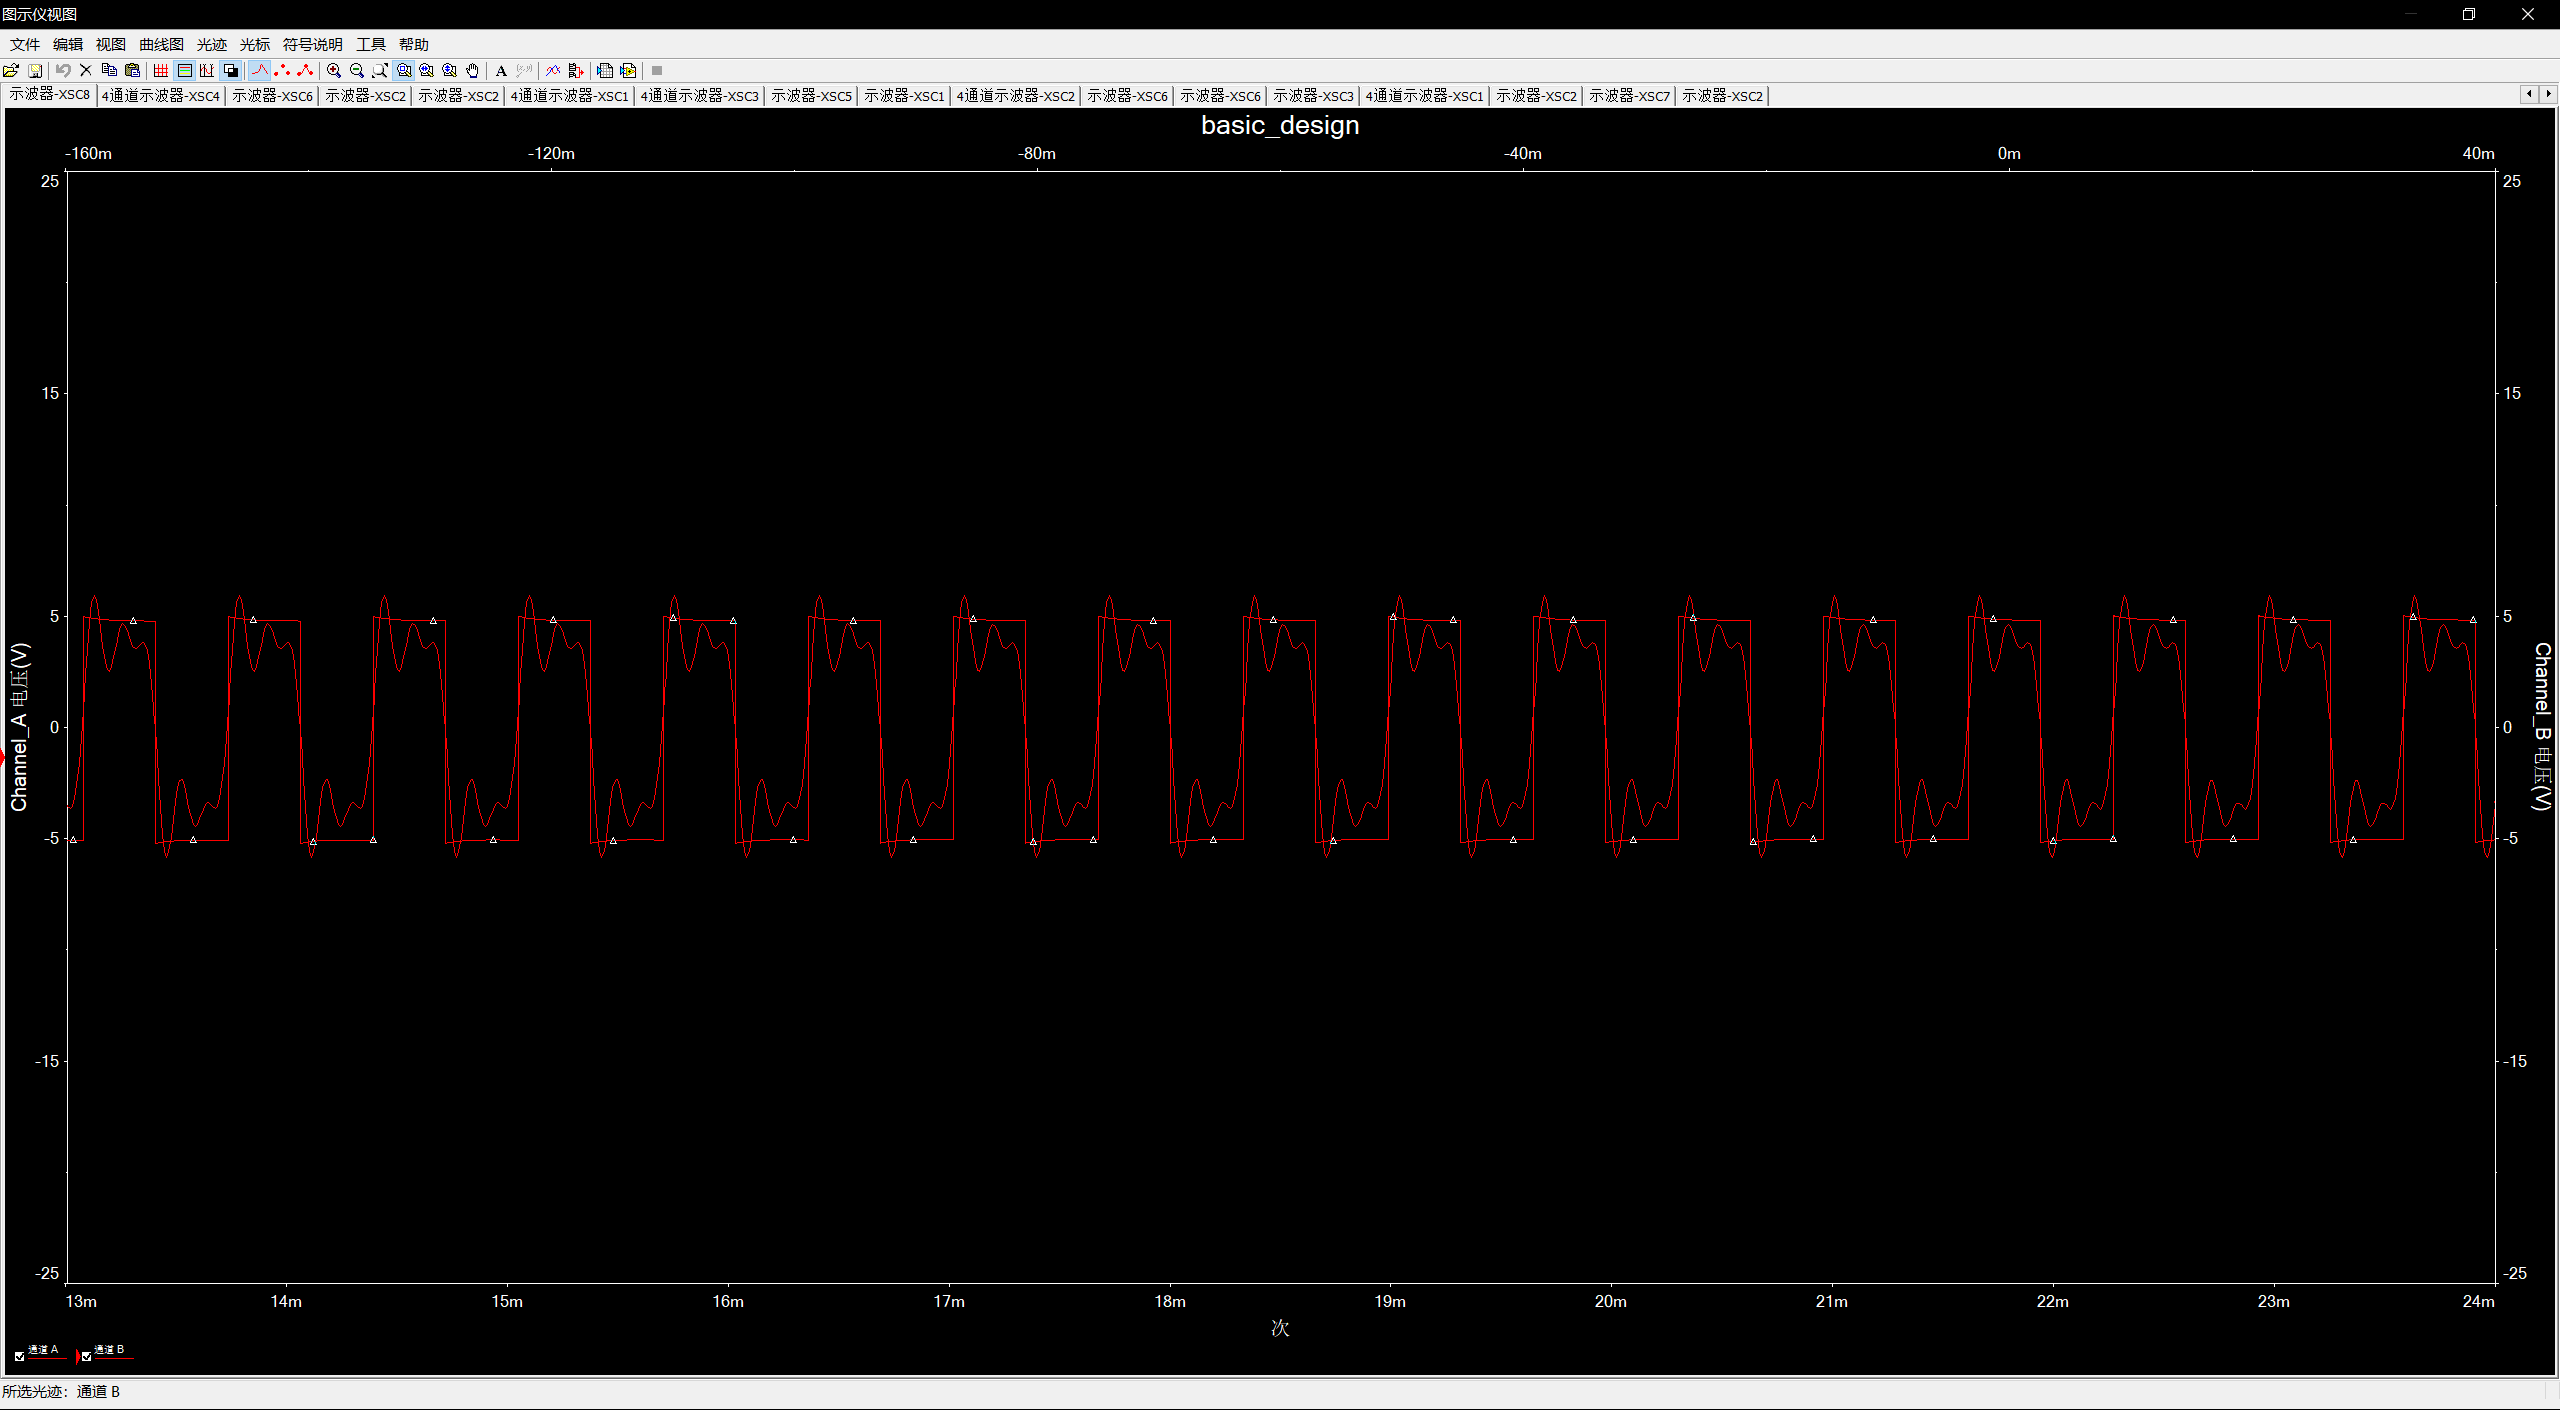 图示仪视图
文件 编辑 视图 曲线图 光迹 光标 符号说明 工具 帮助
示波器-XSC8 4通道示波器-XSC4 示波器-XSC6 示波器-XSC2 示波器-XSC2 4通道示波器-XSC1 4通道示波器-XSC3 示波器-XSC5 示波器-XSC1 4通道示波器-XSC2 示波器-XSC6 示波器-XSC6 示波器-XSC3 4通道示波器-XSC1 示波器-XSC2 示波器-XSC7 示波器-XSC2
basic_design
-160m -120m -80m -40m 0m 40m
25 25
15 15
5 5
0 0
-5 -5
-15 -15
-25 -25
Channel_A 电压(V)
Channel_B 电压(V)
13m 14m 15m 16m 17m 18m 19m 20m 21m 22m 23m 24m
次
通道 A 通道 B
所选光迹: 通道 B